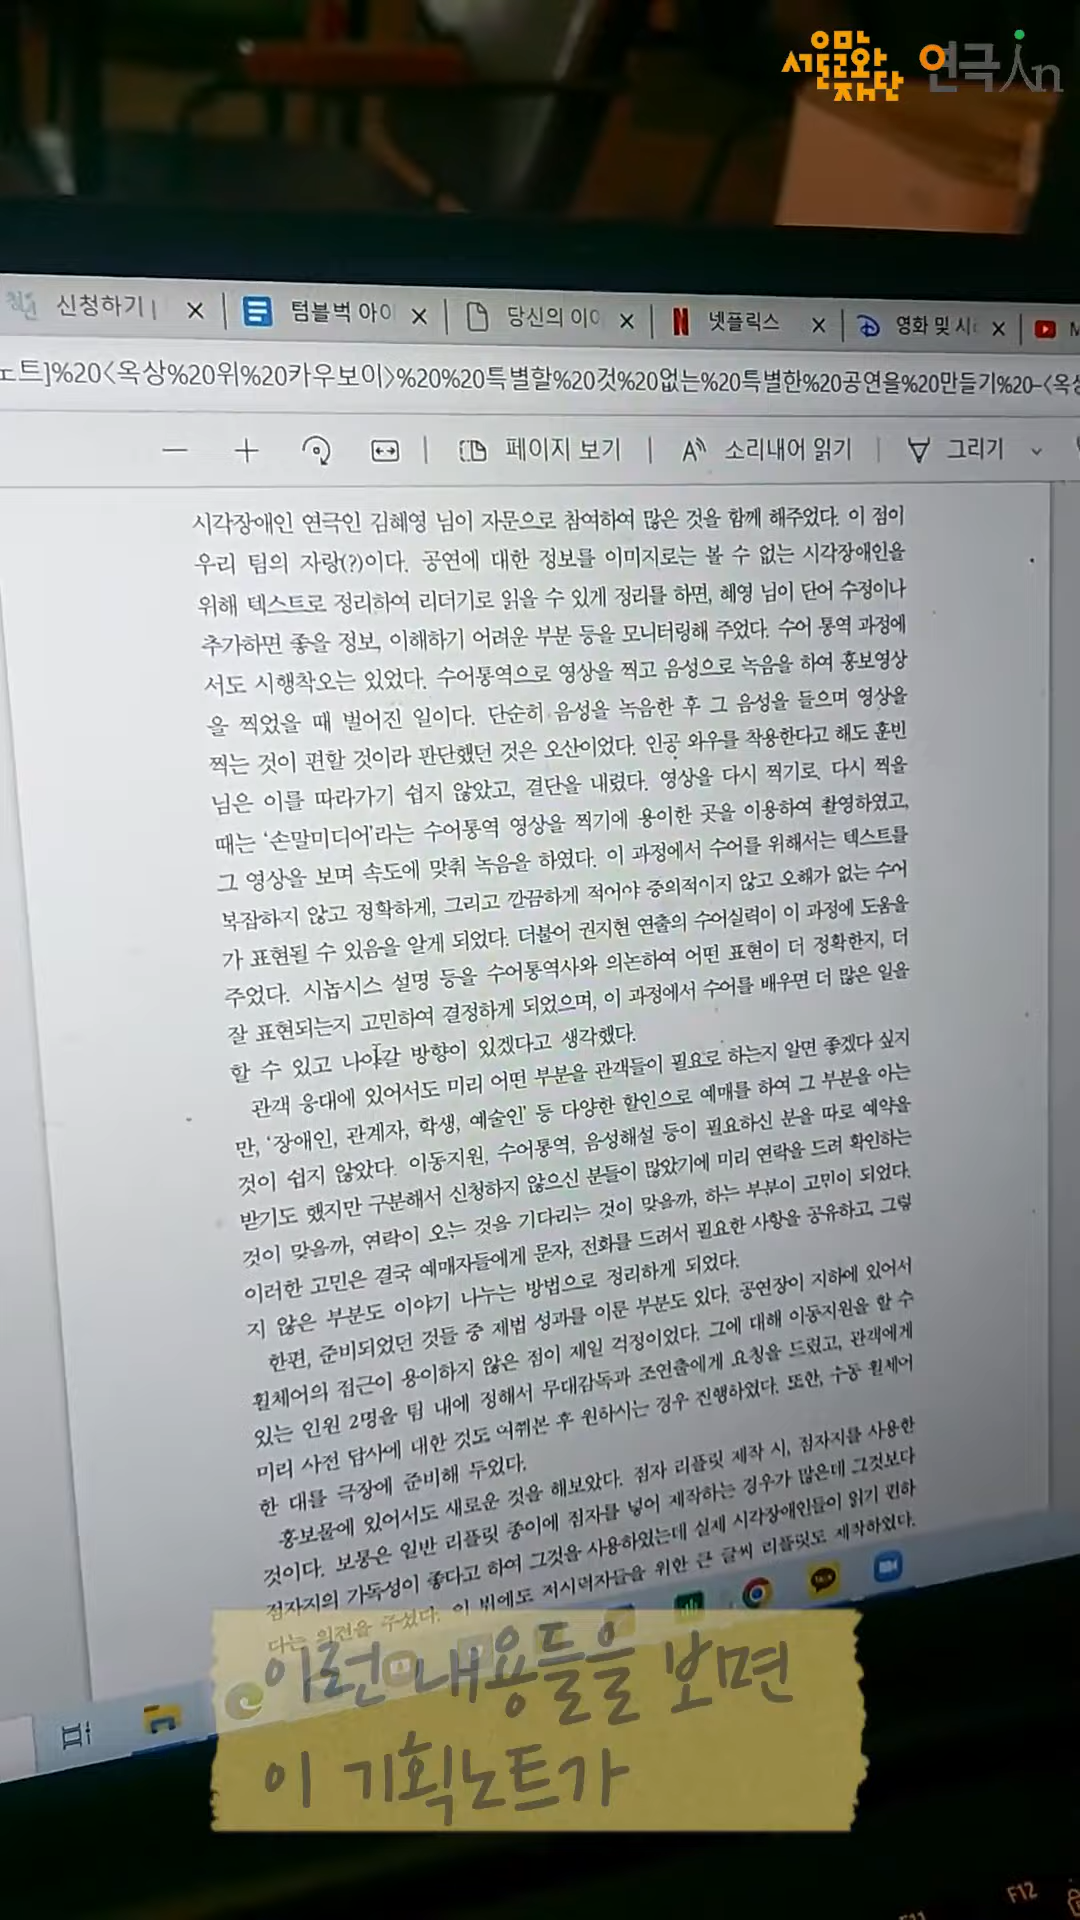 서울문화재단 연극in
신청하기 | 텀블벅 아이 당신의 이야 넷플릭스 영화 및 시
노트]%20<옥상%20위%20카우보이>%20%20특별할%20것%20없는%20특별한%20공연을%20만들기%20-<옥상
페이지 보기 소리내어 읽기 그리기
시각장애인 연극인 김혜영 님이 자문으로 참여하여 많은 것을 함께 해주었다. 이 점이
우리 팀의 자랑(?)이다. 공연에 대한 정보를 이미지로는 볼 수 없는 시각장애인을
위해 텍스트로 정리하여 리더기로 읽을 수 있게 정리를 하면, 혜영 님이 단어 수정이나
추가하면 좋을 정보, 이해하기 어려운 부분 등을 모니터링해 주었다. 수어 통역 과정에
서도 시행착오는 있었다. 수어통역으로 영상을 찍고 음성으로 녹음을 하여 홍보영상
을 찍었을 때 벌어진 일이다. 단순히 음성을 녹음한 후 그 음성을 들으며 영상을
찍는 것이 편할 것이라 판단했던 것은 오산이었다. 인공 와우를 착용한다고 해도 훈빈
님은 이를 따라가기 쉽지 않았고, 결단을 내렸다. 영상을 다시 찍기로. 다시 찍을
때는 ‘손말미디어’라는 수어통역 영상을 찍기에 용이한 곳을 이용하여 촬영하였고,
그 영상을 보며 속도에 맞춰 녹음을 하였다. 이 과정에서 수어를 위해서는 텍스트를
복잡하지 않고 정확하게, 그리고 깐끔하게 적어야 중의적이지 않고 오해가 없는 수어
가 표현될 수 있음을 알게 되었다. 더불어 권지현 연출의 수어실력이 이 과정에 도움을
주었다. 시놉시스 설명 등을 수어통역사와 의논하여 어떤 표현이 더 정확한지, 더
잘 표현되는지 고민하여 결정하게 되었으며, 이 과정에서 수어를 배우면 더 많은 일을
할 수 있고 나아갈 방향이 있겠다고 생각했다.
관객 응대에 있어서도 미리 어떤 부분을 관객들이 필요로 하는지 알면 좋겠다 싶지
만, ‘장애인, 관계자, 학생, 예술인’ 등 다양한 할인으로 예매를 하여 그 부분을 아는
것이 쉽지 않았다. 이동지원, 수어통역, 음성해설 등이 필요하신 분을 따로 예약을
받기도 했지만 구분해서 신청하지 않으신 분들이 많았기에 미리 연락을 드려 확인하는
것이 맞을까, 연락이 오는 것을 기다리는 것이 맞을까, 하는 부분이 고민이 되었다.
이러한 고민은 결국 예매자들에게 문자, 전화를 드려서 필요한 사항을 공유하고, 그렇
지 않은 부분도 이야기 나누는 방법으로 정리하게 되었다.
한편, 준비되었던 것들 중 제법 성과를 이룬 부분도 있다. 공연장이 지하에 있어서
휠체어의 접근이 용이하지 않은 점이 제일 걱정이었다. 그에 대해 이동지원을 할 수
있는 인원 2명을 팀 내에 정해서 무대감독과 조연출에게 요청을 드렸고, 관객에게
미리 사전 답사에 대한 것도 여쭤본 후 원하시는 경우 진행하였다. 또한, 수동 휠체어
한 대를 극장에 준비해 두었다.
홍보물에 있어서도 새로운 것을 해보았다. 점자 리플릿 제작 시, 점자지를 사용한
것이다. 보통은 일반 리플릿 종이에 점자를 넣어 제작하는 경우가 많은데 그것보다
점자지의 가독성이 좋다고 하여 그것을 사용하였는데 실제 시각장애인들이 읽기 편하
다는 의견을 주셨다. 이 밖에도 저시력자들을 위한 큰 글씨 리플릿도 제작하였다.
이런 내용들을 보면
이 기획노트가
F12
F11